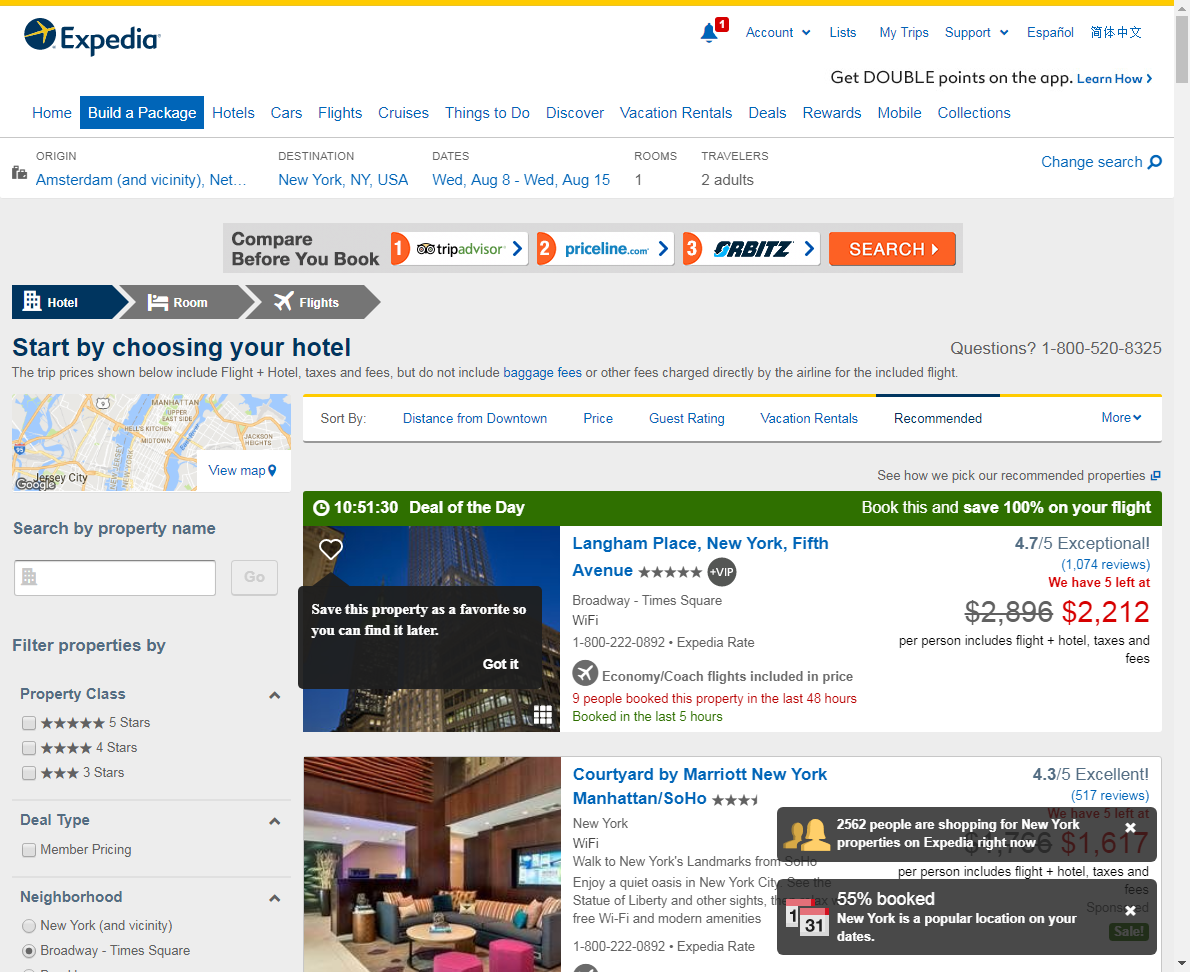 Expedia
1
Account
Lists
My Trips
Support
Español
简体中文
Get DOUBLE points on the app. Learn How
Home
Build a Package
Hotels
Cars
Flights
Cruises
Things to Do
Discover
Vacation Rentals
Deals
Rewards
Mobile
Collections
ORIGIN
Amsterdam (and vicinity), Net...
DESTINATION
New York, NY, USA
DATES
Wed, Aug 8 - Wed, Aug 15
ROOMS
1
TRAVELERS
2 adults
Change search
Compare
Before You Book
1 tripadvisor
2 priceline.com
3 ORBITZ
SEARCH
Hotel
Room
Flights
Start by choosing your hotel
Questions? 1-800-520-8325
The trip prices shown below include Flight + Hotel, taxes and fees, but do not include baggage fees or other fees charged directly by the airline for the included flight.
9
MANHATTAN
UPPER
EAST SIDE
HELL'S KITCHEN
MIDTOWN
JACKSON
HEIGHTS
NEW JERSEY
NEW YORK
East River
95
Jersey City
Google
View map
Sort By:
Distance from Downtown
Price
Guest Rating
Vacation Rentals
Recommended
More
See how we pick our recommended properties
Search by property name
Go
Filter properties by
Property Class
5 Stars
4 Stars
3 Stars
Deal Type
Member Pricing
Neighborhood
New York (and vicinity)
Broadway - Times Square
10:51:30 Deal of the Day
Book this and save 100% on your flight
Save this property as a favorite so
you can find it later.
Got it
Langham Place, New York, Fifth
Avenue ★★★★★ +VIP
Broadway - Times Square
WiFi
1-800-222-0892 • Expedia Rate
Economy/Coach flights included in price
9 people booked this property in the last 48 hours
Booked in the last 5 hours
4.7/5 Exceptional!
(1,074 reviews)
We have 5 left at
$2,896 $2,212
per person includes flight + hotel, taxes and
fees
Courtyard by Marriott New York
Manhattan/SoHo
New York
WiFi
Walk to New York's Landmarks from SoHo
Enjoy a quiet oasis in New York City. See the
Statue of Liberty and other sights, then relax
free Wi-Fi and modern amenities
1-800-222-0892 • Expedia Rate
4.3/5 Excellent!
(517 reviews)
We have 5 left at
$1,766 $1,617
per person includes flight + hotel, taxes and
fees
Sponsored
Sale!
2562 people are shopping for New York
properties on Expedia right now
1
31
55% booked
New York is a popular location on your
dates.